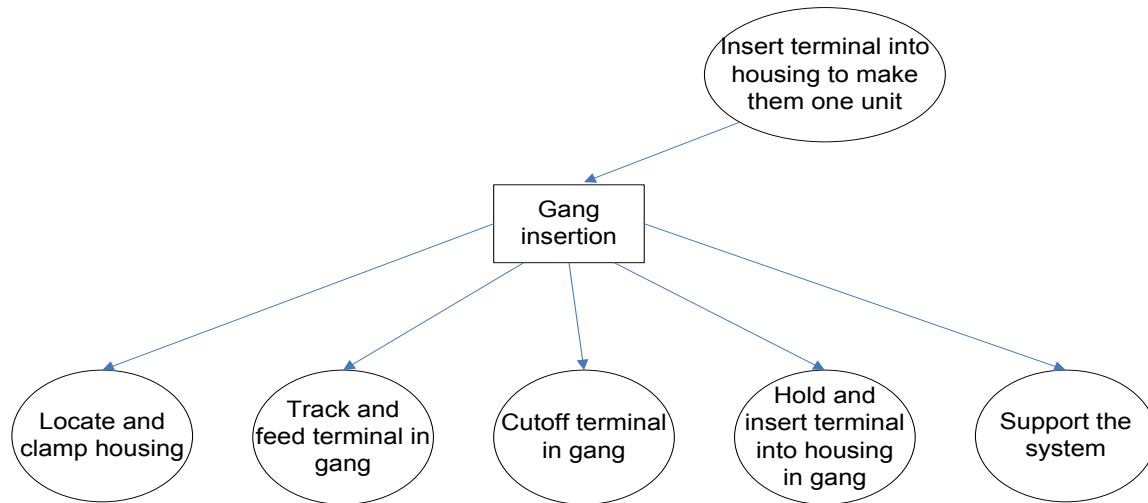 Insert terminal into
housing to make
them one unit
Gang
insertion
Locate and
clamp housing
Track and
feed terminal in
gang
Cutoff terminal
in gang
Hold and
insert terminal
into housing
in gang
Support the
system